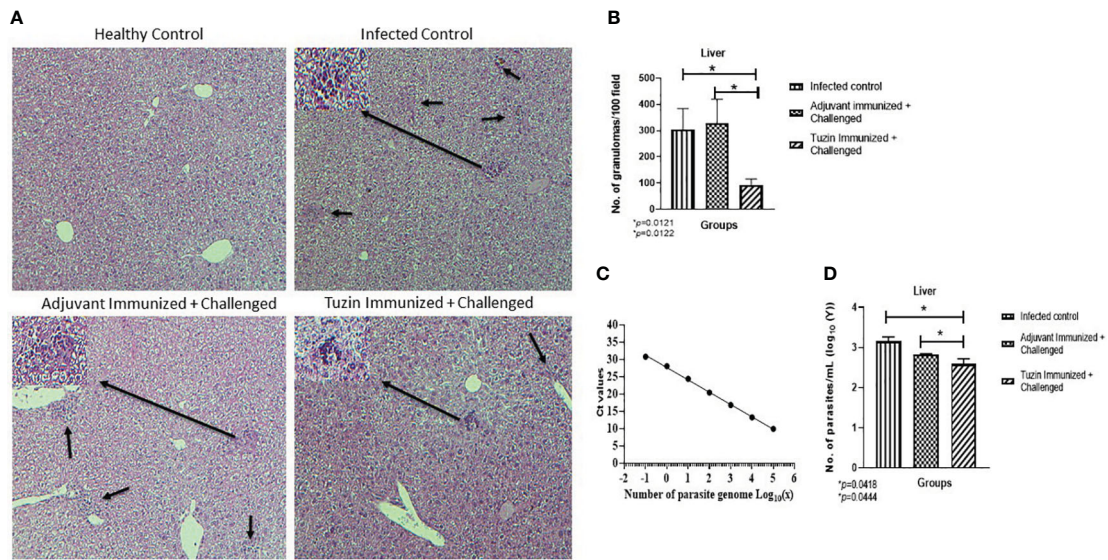 A
Healthy Control
Infected Control
Adjuvant Immunized + Challenged
Tuzin Immunized + Challenged
B
Liver
*
*
500
400
300
200
100
0
No. of granulomas/100 field
Groups
*p=0.0121
*p=0.0122
Infected control
Adjuvant immunized +
Challenged
Tuzin Immunized +
Challenged
C
40
35
30
25
20
15
10
5
0
Ct values
-2 -1 0 1 2 3 4 5 6
Number of parasite genome Log10(x)
D
Liver
*
*
4
3
2
1
0
No. of parasites/mL (log10 (Y))
Groups
*p=0.0418
*p=0.0444
Infected control
Adjuvant Immunized +
Challenged
Tuzin Immunized +
Challenged